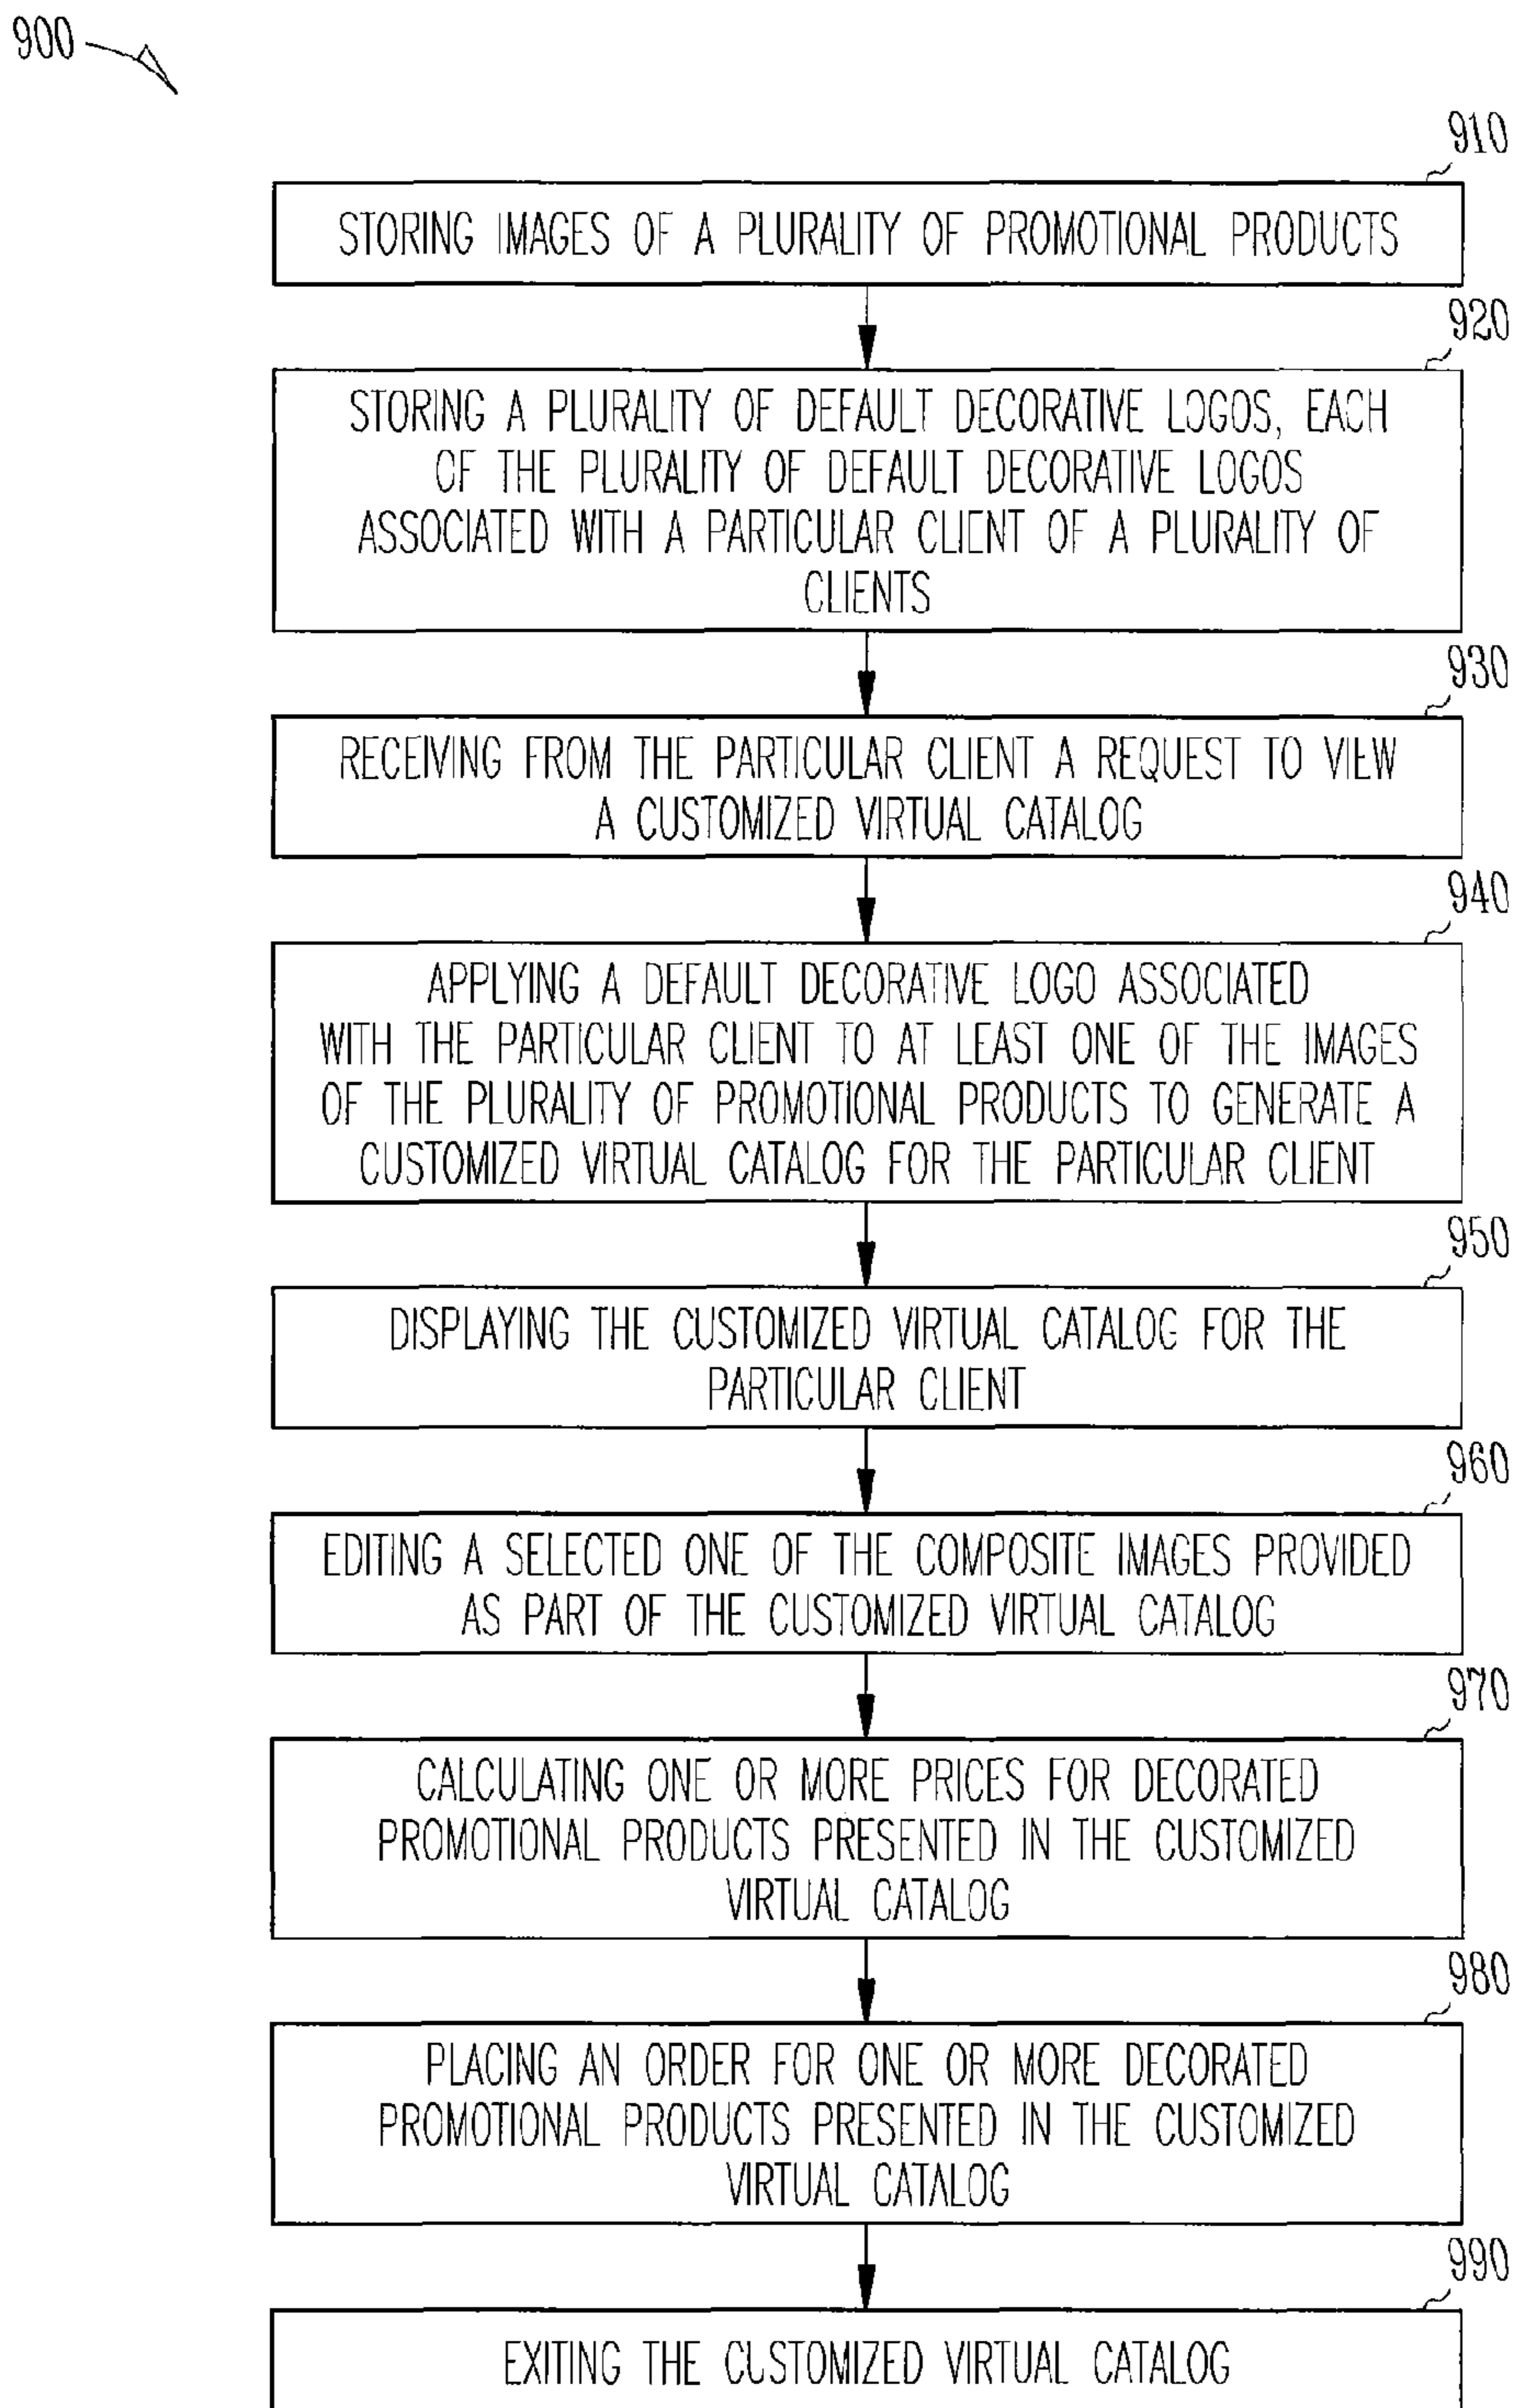 900
910
STORING IMAGES OF A PLURALITY OF PROMOTIONAL PRODUCTS
920
STORING A PLURALITY OF DEFAULT DECORATIVE LOGOS, EACH
OF THE PLURALITY OF DEFAULT DECORATIVE LOGOS
ASSOCIATED WITH A PARTICULAR CLIENT OF A PLURALITY OF
CLIENTS
930
RECEIVING FROM THE PARTICULAR CLIENT A REQUEST TO VIEW
A CUSTOMIZED VIRTUAL CATALOG
940
APPLYING A DEFAULT DECORATIVE LOGO ASSOCIATED
WITH THE PARTICULAR CLIENT TO AT LEAST ONE OF THE IMAGES
OF THE PLURALITY OF PROMOTIONAL PRODUCTS TO GENERATE A
CUSTOMIZED VIRTUAL CATALOG FOR THE PARTICULAR CLIENT
950
DISPLAYING THE CUSTOMIZED VIRTUAL CATALOG FOR THE
PARTICULAR CLIENT
960
EDITING A SELECTED ONE OF THE COMPOSITE IMAGES PROVIDED
AS PART OF THE CUSTOMIZED VIRTUAL CATALOG
970
CALCULATING ONE OR MORE PRICES FOR DECORATED
PROMOTIONAL PRODUCTS PRESENTED IN THE CUSTOMIZED
VIRTUAL CATALOG
980
PLACING AN ORDER FOR ONE OR MORE DECORATED
PROMOTIONAL PRODUCTS PRESENTED IN THE CUSTOMIZED
VIRTUAL CATALOG
990
EXITING THE CUSTOMIZED VIRTUAL CATALOG